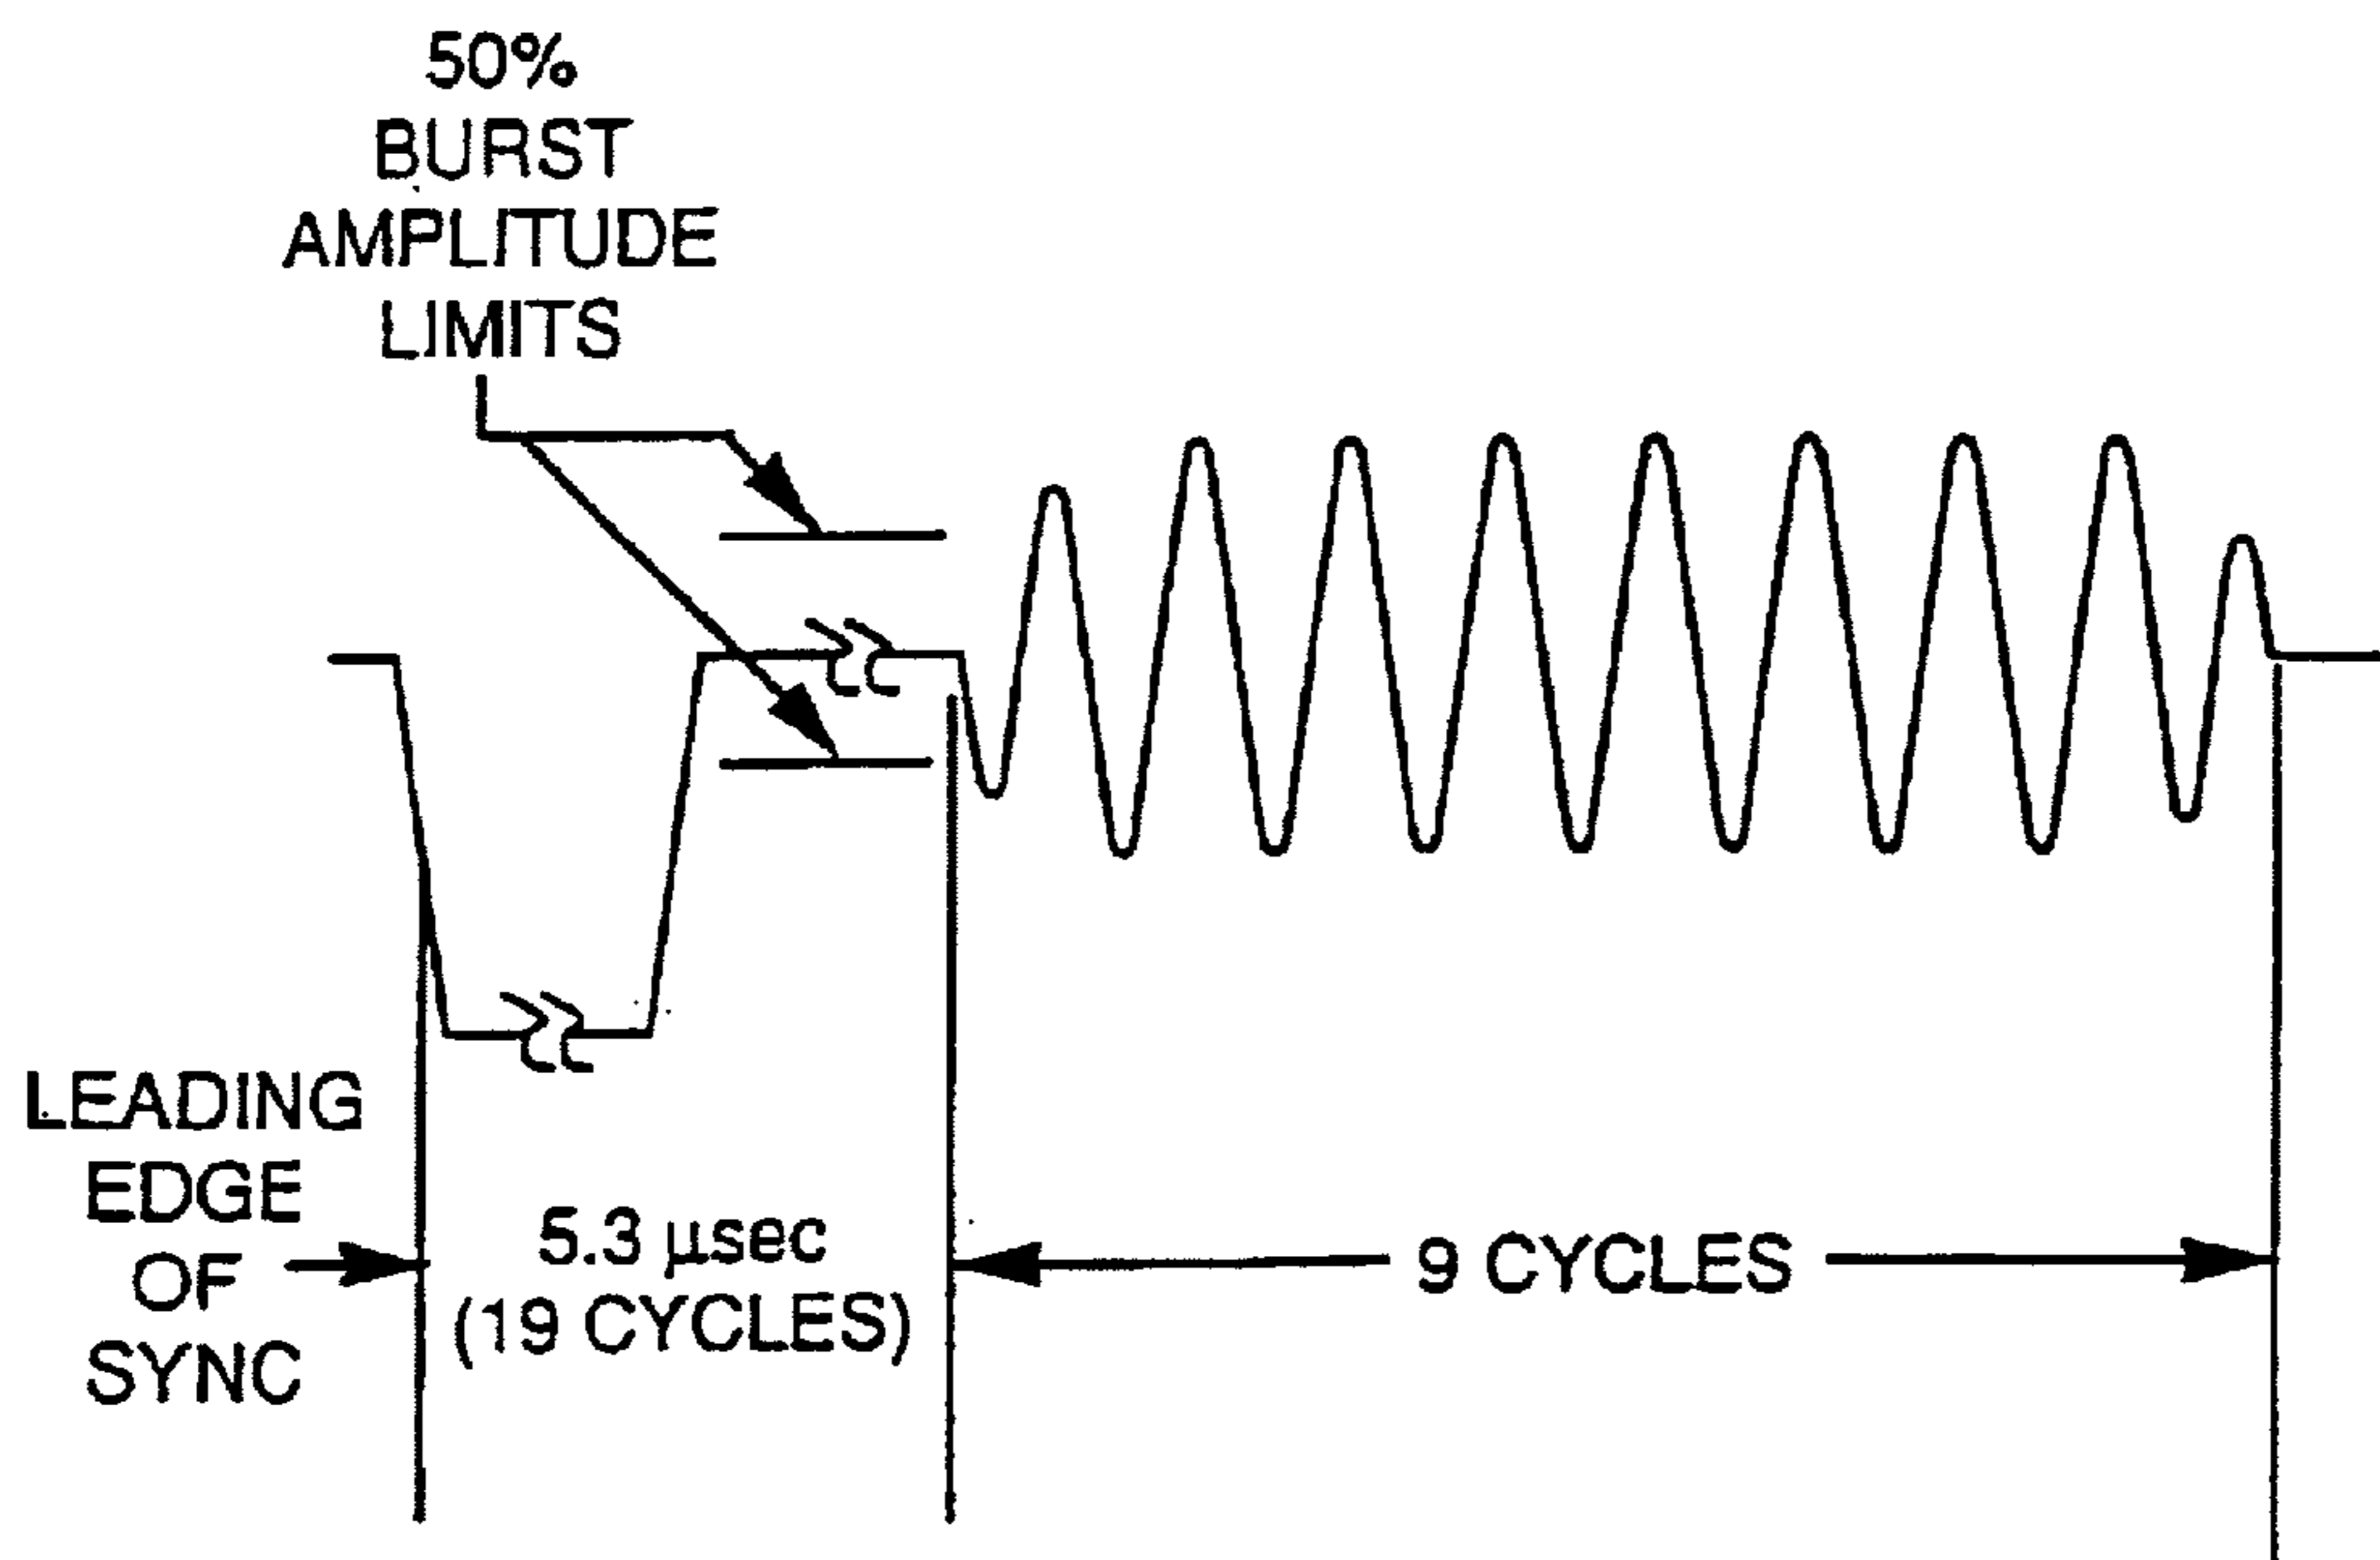 50%
BURST
AMPLITUDE
LIMITS
LEADING
EDGE
OF
SYNC
5.3 µsec
(19 CYCLES)
9 CYCLES